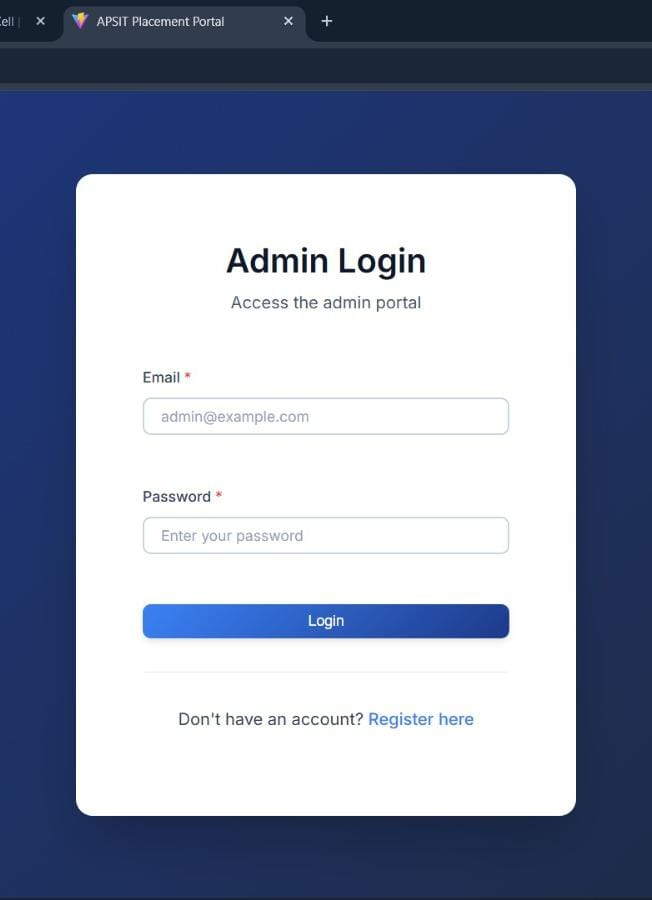 Cell |
APSIT Placement Portal
Admin Login
Access the admin portal
Email *
admin@example.com
Password *
Enter your password
Login
Don't have an account? Register here